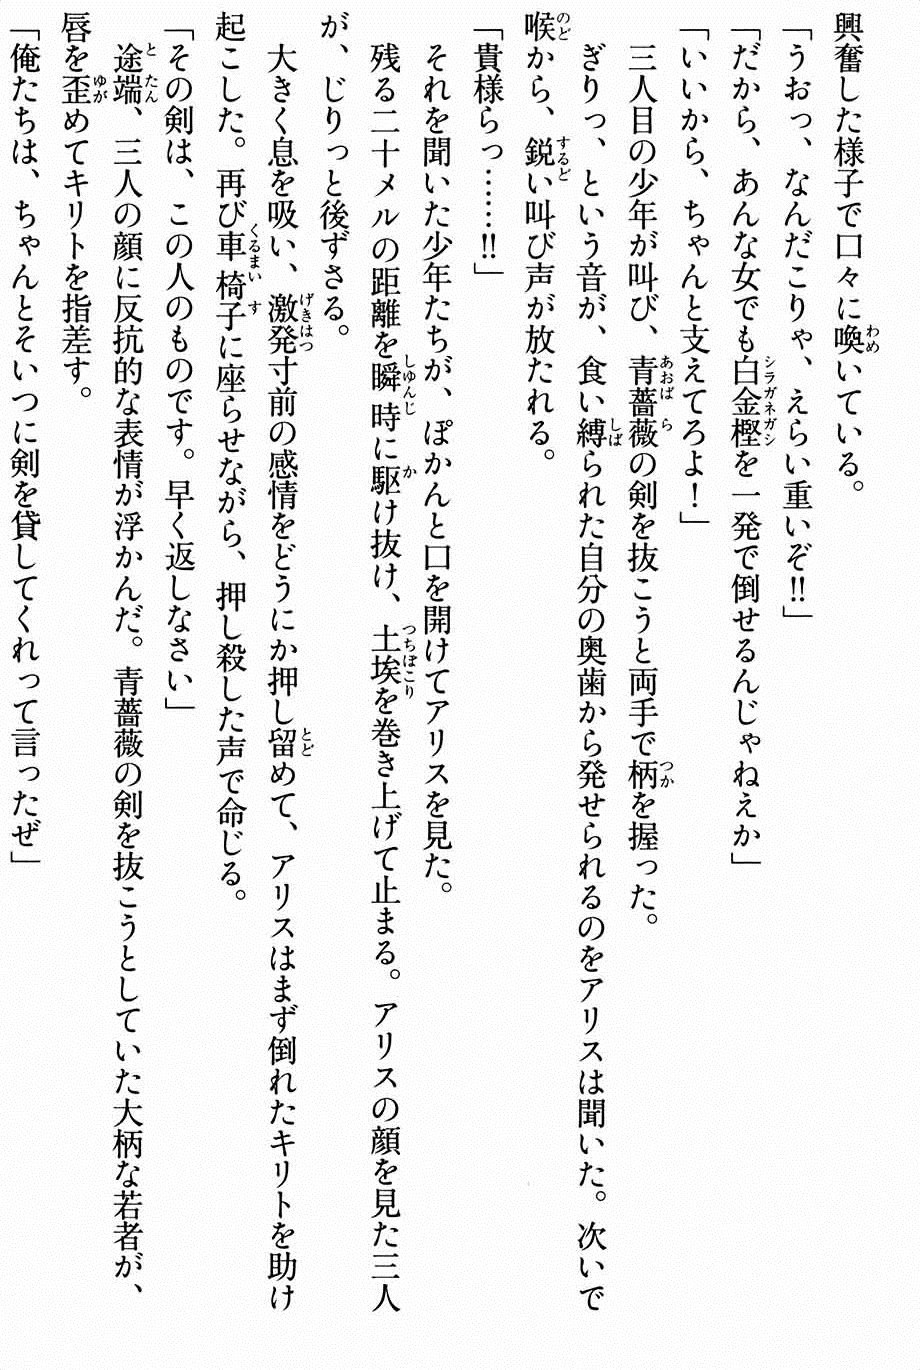 興奮した様子で口々に喚いている。
「うおっ、なんだこりゃ、えらい重いぞ‼」
「だから、あんな女でも白金樫を一発で倒せるんじゃねえか」
「いいから、ちゃんと支えてろよ！」
三人目の少年が叫び、青薔薇の剣を抜こうと両手で柄を握った。
ぎりっ、という音が、食い縛られた自分の奥歯から発せられるのをアリスは聞いた。次いで
喉から、鋭い叫び声が放たれる。
「貴様らっ……‼」
それを聞いた少年たちが、ぽかんと口を開けてアリスを見た。
残る二十メルの距離を瞬時に駆け抜け、土埃を巻き上げて止まる。アリスの顔を見た三人
が、じりっと後ずさる。
大きく息を吸い、激発寸前の感情をどうにか押し留めて、アリスはまず倒れたキリトを助け
起こした。再び車椅子に座らせながら、押し殺した声で命じる。
「その剣は、この人のものです。早く返しなさい」
途端、三人の顔に反抗的な表情が浮かんだ。青薔薇の剣を抜こうとしていた大柄な若者が、
唇を歪めてキリトを指差す。
「俺たちは、ちゃんとそいつに剣を貸してくれって言ったぜ」